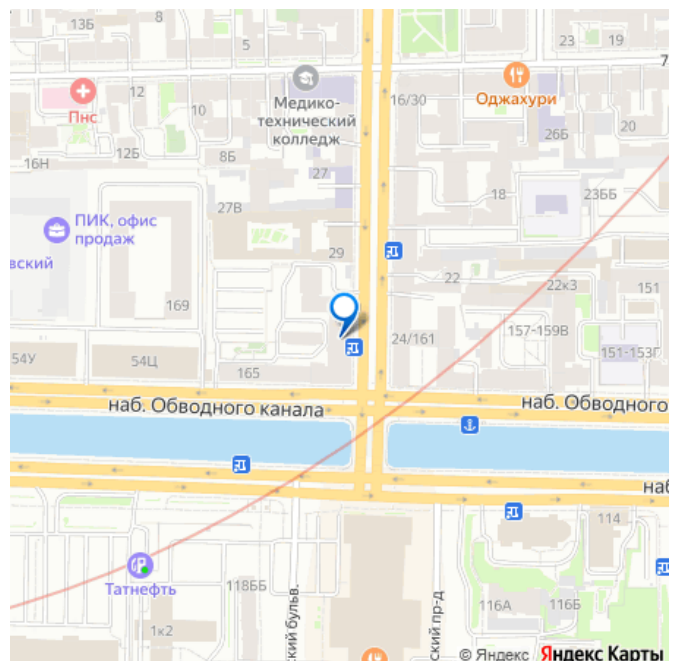 13Б
8
5
23
19
7
12
Пнс
10
Медико-
технический
колледж
16/30
Оджахури
26Б
20
16Н
12Б
8Б
27
27В
18
23ББ
ПИК, офис
продаж
вский
29
22
22к3
151
169
24/161
157-159В
151-153Г
54У
54Ц
165
наб. Обводного канала
наб. Обводного
наб
114
Татнефть
118ББ
ский бульв.
ский пр-д
116А
116Б
1к2
© Яндекс Яндекс Карты